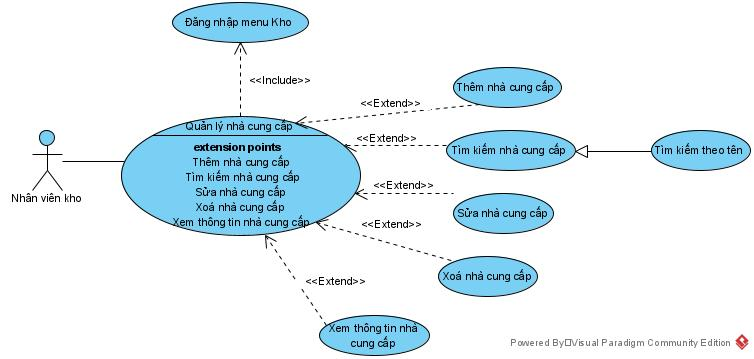 Đăng nhập menu Kho
<<Include>>
Thêm nhà cung cấp
<<Extend>>
Quản lý nhà cung cấp
extension points
Thêm nhà cung cấp
Tìm kiếm nhà cung cấp
Sửa nhà cung cấp
Xoá nhà cung cấp
Xem thông tin nhà cung cấp
<<Extend>>
Tìm kiếm nhà cung cấp
Tìm kiếm theo tên
Nhân viên kho
<<Extend>>
Sửa nhà cung cấp
<<Extend>>
Xoá nhà cung cấp
<<Extend>>
Xem thông tin nhà
cung cấp
Powered By Visual Paradigm Community Edition